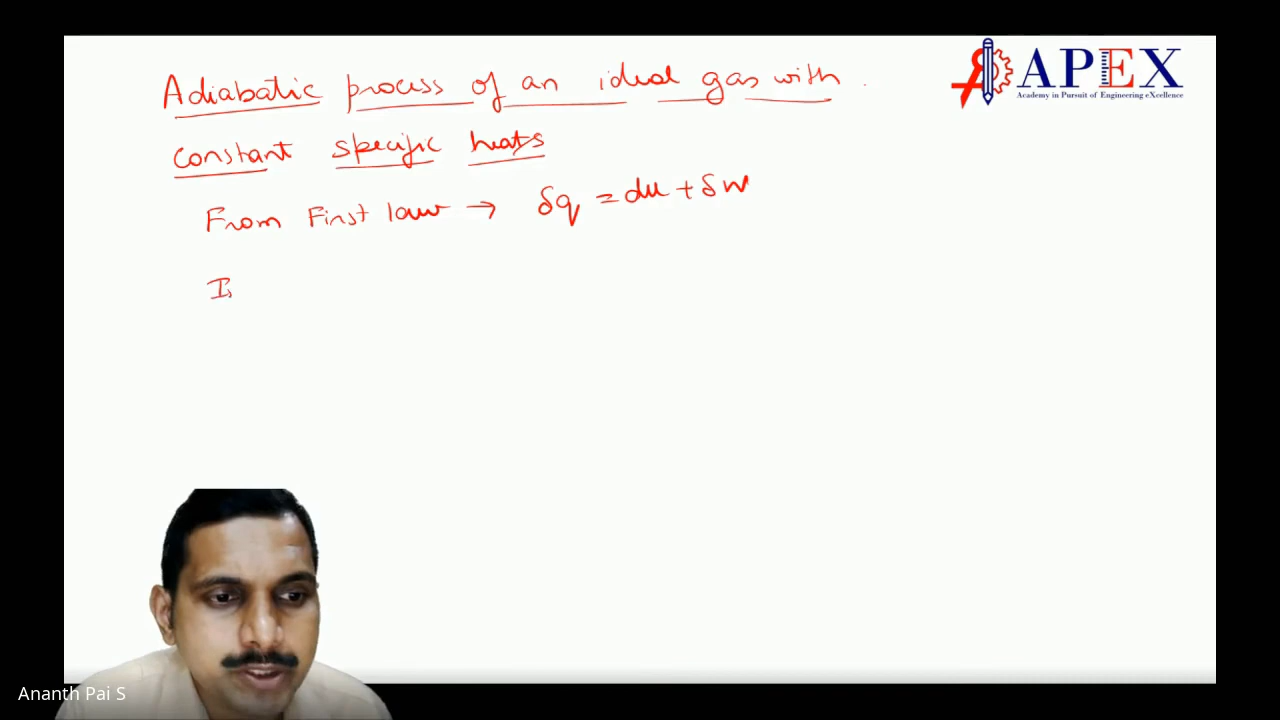 APEX
Academy in Pursuit of Engineering eXcellence
Adiabatic process of an ideal gas with
constant specific heats
From First law → δq = du + δw
I
Ananth Pai S